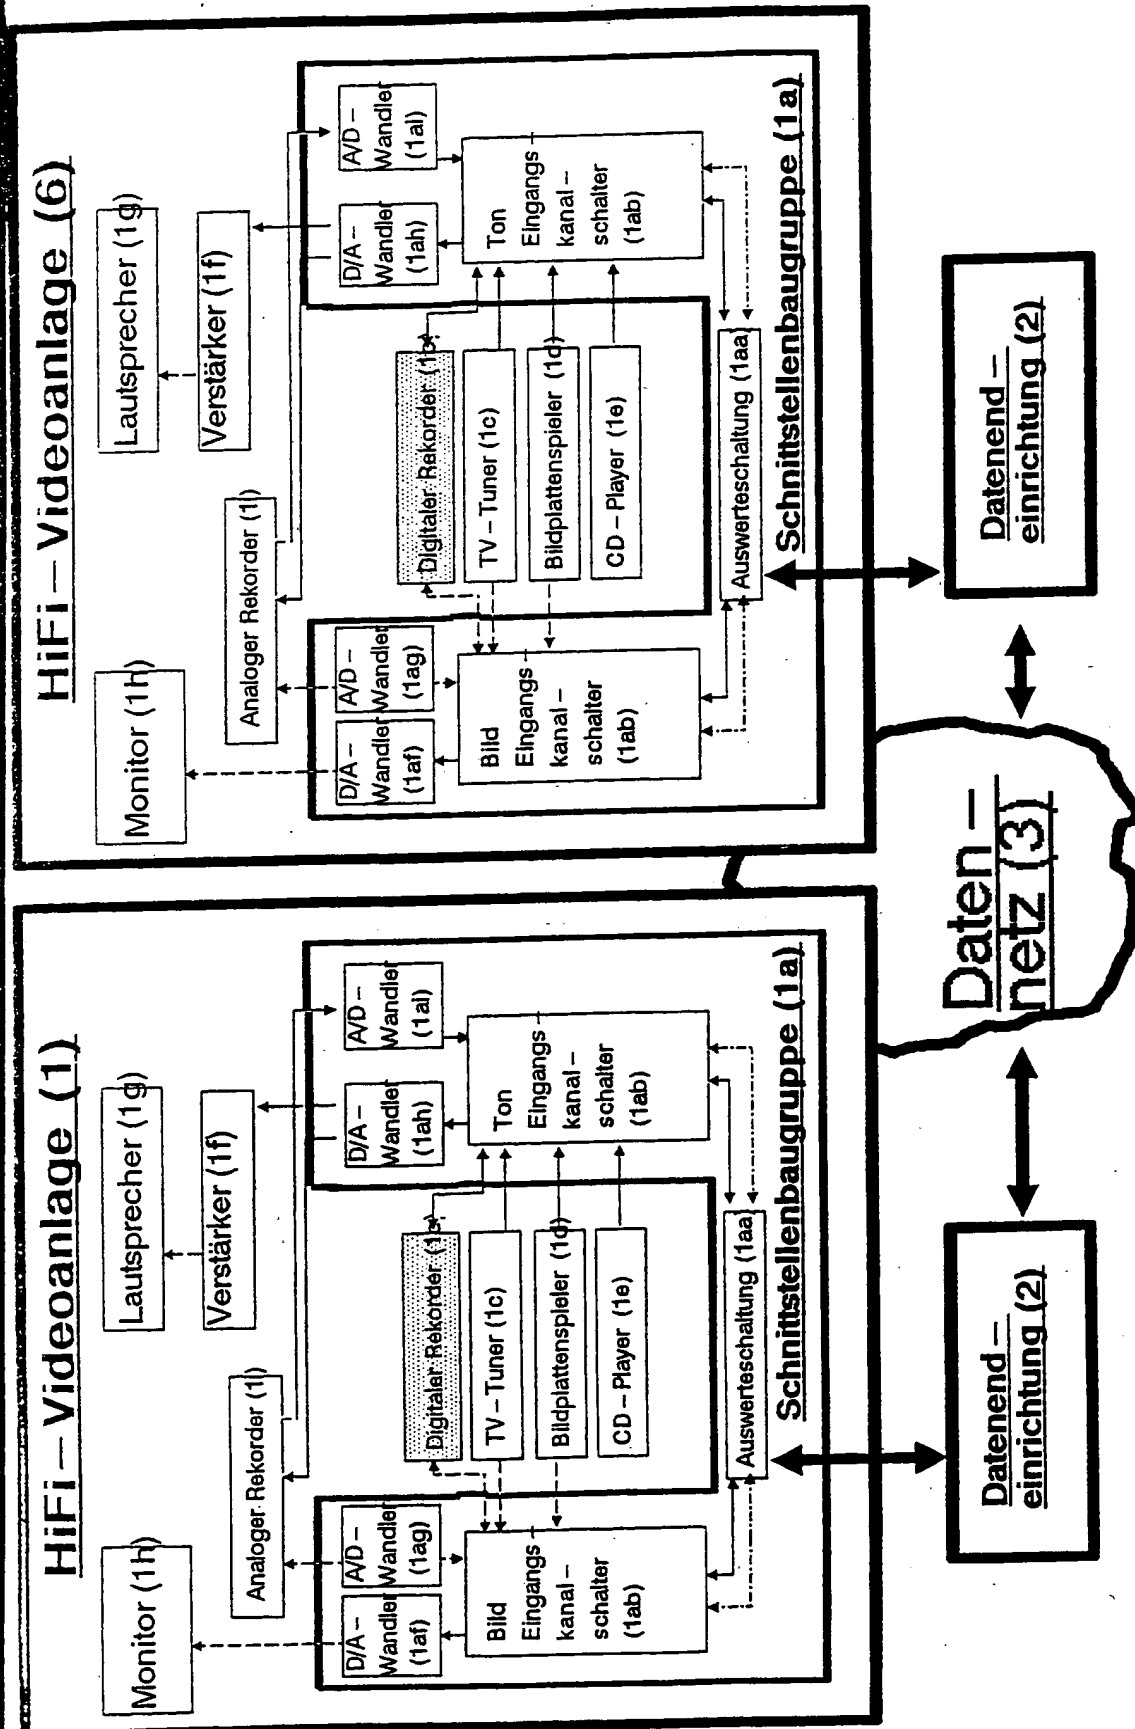 HiFi – Videoanlage (1)
Monitor (1h)
Lautsprecher (1g)
Verstärker (1f)
Analoger Rekorder (1i)
D/A –
Wandler
(1af)
A/D –
Wandler
(1ag)
D/A –
Wandler
(1ah)
A/D –
Wandler
(1ai)
Digitaler Rekorder
TV – Tuner (1c)
Bildplattenspieler (1d)
CD – Player (1e)
Bild
Eingangs –
kanal –
schalter
(1ab)
Ton
Eingangs –
kanal –
schalter
(1ab)
Auswerteschaltung (1aa)
Schnittstellenbaugruppe (1a)
Datenend –
einrichtung (2)
HiFi – Videoanlage (6)
Monitor (1h)
Lautsprecher (1g)
Verstärker (1f)
Analoger Rekorder (1i)
D/A –
Wandler
(1af)
A/D –
Wandler
(1ag)
D/A –
Wandler
(1ah)
A/D –
Wandler
(1ai)
Digitaler Rekorder
TV – Tuner (1c)
Bildplattenspieler (1d)
CD – Player (1e)
Bild
Eingangs –
kanal –
schalter
(1ab)
Ton
Eingangs –
kanal –
schalter
(1ab)
Auswerteschaltung (1aa)
Schnittstellenbaugruppe (1a)
Datenend –
einrichtung (2)
Daten –
netz (3)